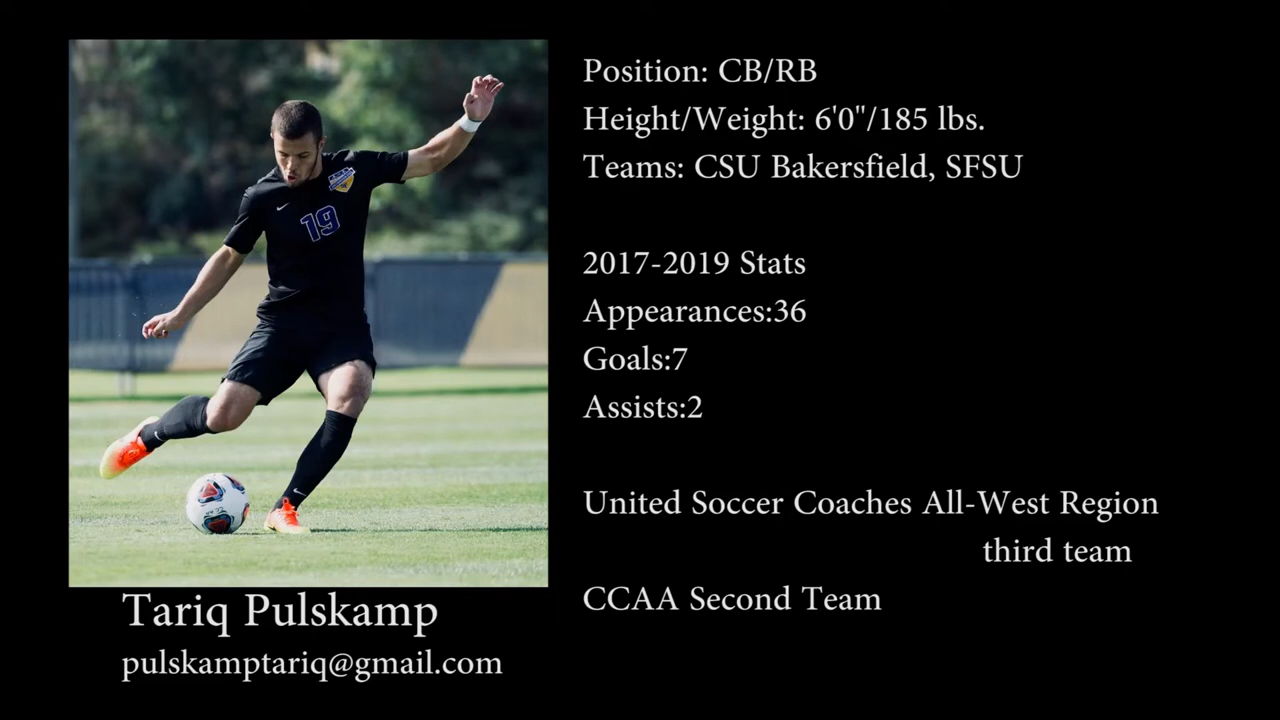 19
Tariq Pulskamp
pulskamptariq@gmail.com
Position: CB/RB
Height/Weight: 6'0"/185 lbs.
Teams: CSU Bakersfield, SFSU
2017-2019 Stats
Appearances:36
Goals:7
Assists:2
United Soccer Coaches All-West Region
third team
CCAA Second Team